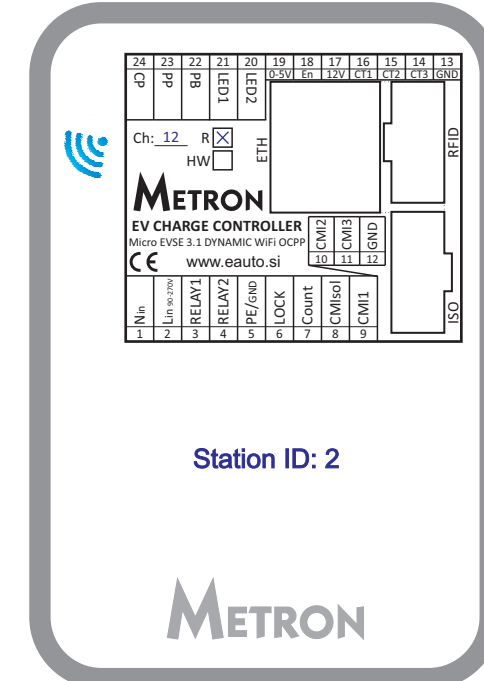 24 23 22 21 20 19 18 17 16 15 14 13
CP PP PB LED1 LED2 0-5V En 12V CT1 CT2 CT3 GND
Ch: 12 R
HW
ETH
RFID
METRON
EV CHARGE CONTROLLER
Micro EVSE 3.1 DYNAMIC WiFi OCPP
CE www.eauto.si
CMI2 CMI3 GND
10 11 12
Nin Lin 90-270V RELAY1 RELAY2 PE/GND LOCK Count CMIsol CMI1
1 2 3 4 5 6 7 8 9
ISO
Station ID: 2
METRON